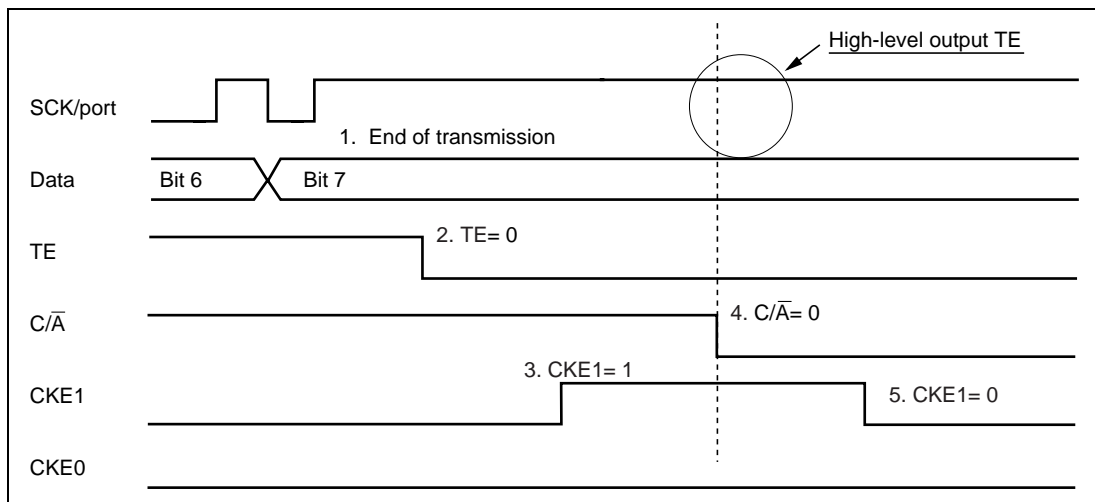 High-level output TE
SCK/port
1. End of transmission
Data
Bit 6
Bit 7
TE
2. TE= 0
C/A̅
4. C/A̅= 0
3. CKE1= 1
CKE1
5. CKE1= 0
CKE0